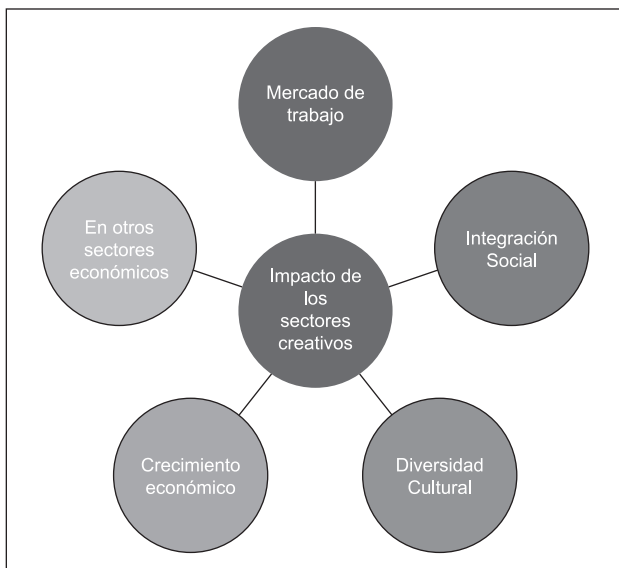 Mercado de
trabajo
En otros
sectores
económicos
Integración
Social
Impacto de
los
sectores
creativos
Crecimiento
económico
Diversidad
Cultural